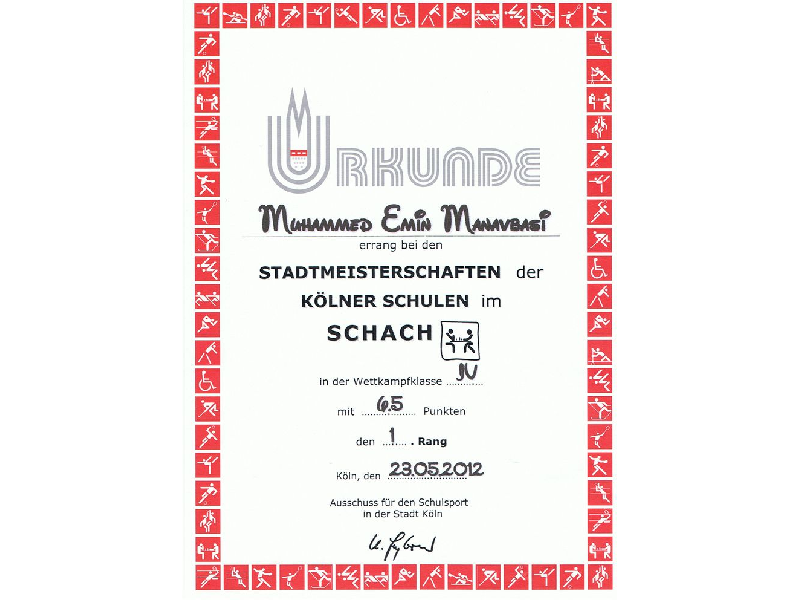 URKUNDE
Muhammed Emin Manavbasi
errang bei den
STADTMEISTERSCHAFTEN der
KÖLNER SCHULEN im
SCHACH
in der Wettkampfklasse IV
mit 6.5 Punkten
den 1. Rang
Köln, den 23.05.2012
Ausschuss für den Schulsport
in der Stadt Köln